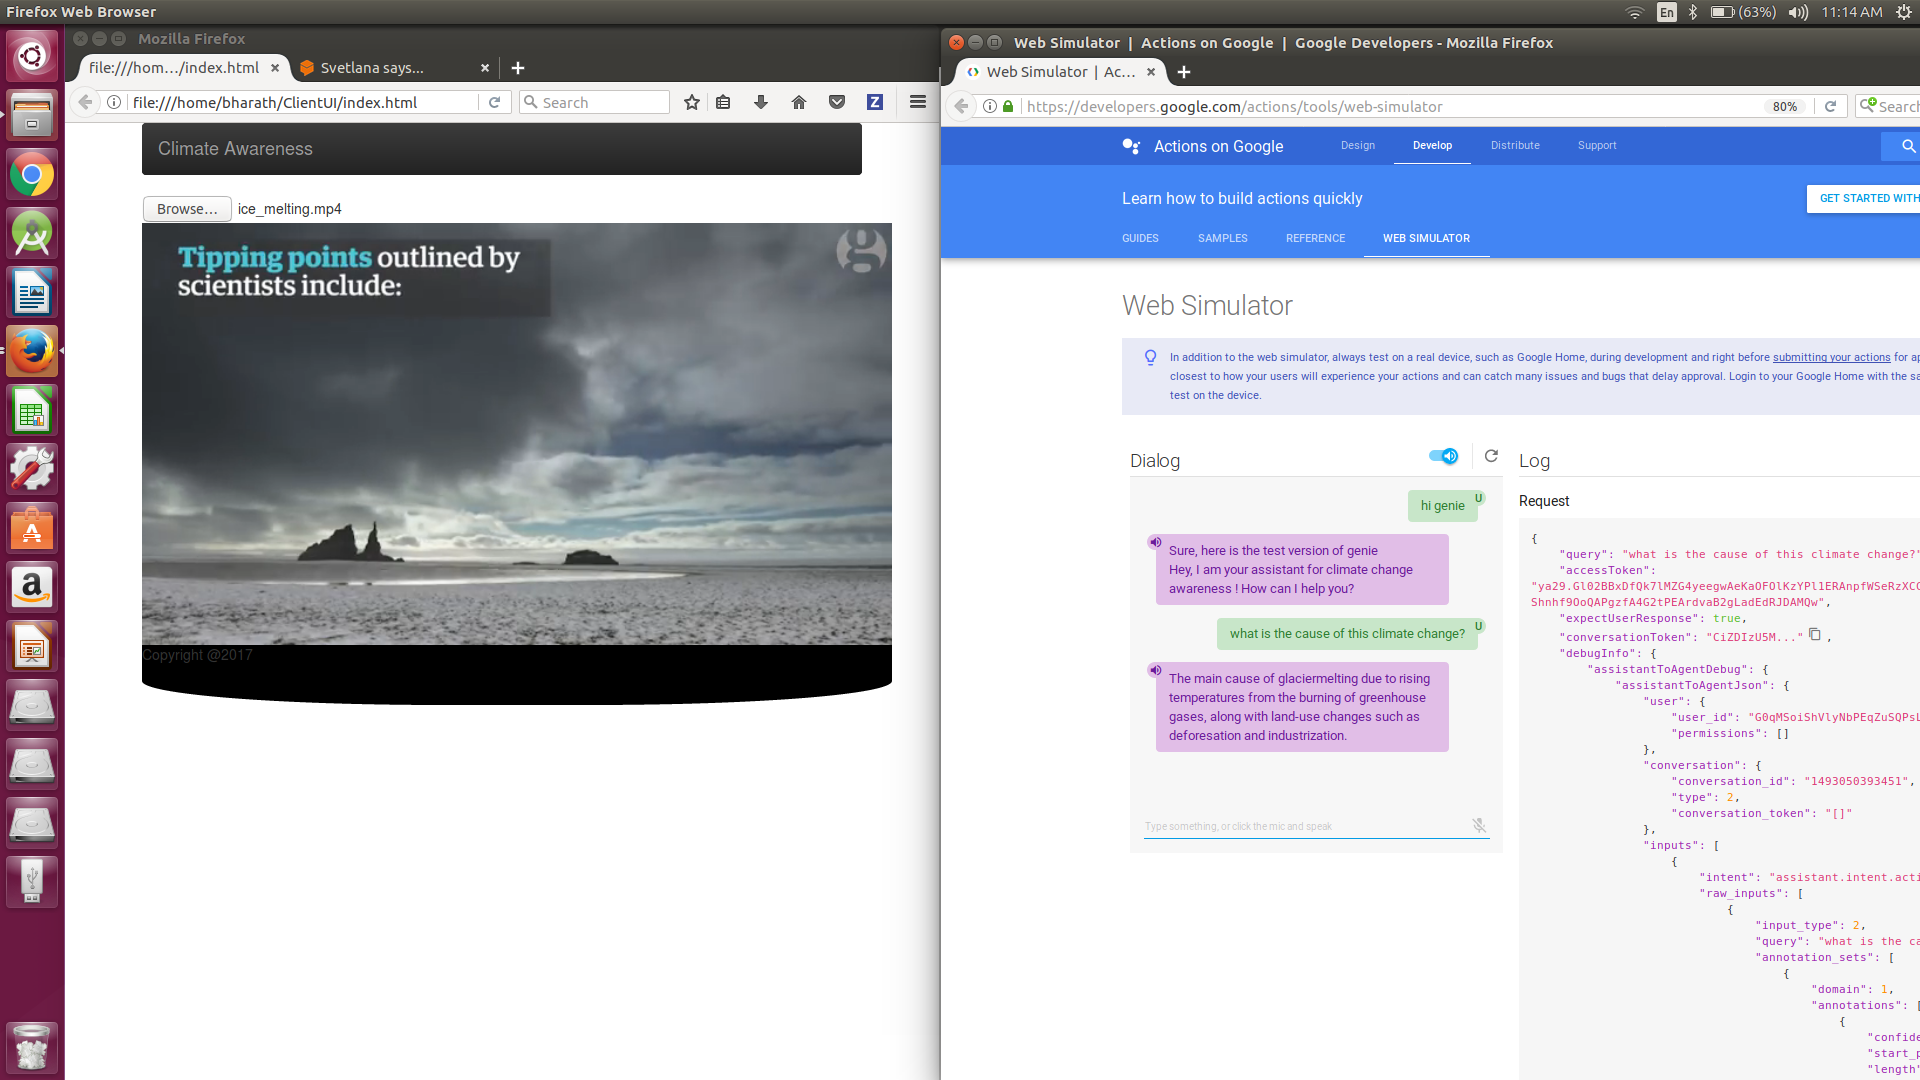 Firefox Web Browser
En
(63%)
11:14 AM
Mozilla Firefox
file:///hom.../index.html
Svetlana says...
file:///home/bharath/ClientUI/index.html
Search
Z
Climate Awareness
Browse...
ice_melting.mp4
Tipping points outlined by
scientists include:
g
Copyright @2017
Web Simulator | Actions on Google | Google Developers - Mozilla Firefox
Web Simulator | Ac...
https://developers.google.com/actions/tools/web-simulator
80%
Search
Actions on Google
Design
Develop
Distribute
Support
Learn how to build actions quickly
GET STARTED WITH
GUIDES
SAMPLES
REFERENCE
WEB SIMULATOR
Web Simulator
In addition to the web simulator, always test on a real device, such as Google Home, during development and right before submitting your actions for ap
closest to how your users will experience your actions and can catch many issues and bugs that delay approval. Login to your Google Home with the sa
test on the device.
Dialog
hi genie
U
Sure, here is the test version of genie
Hey, I am your assistant for climate change
awareness ! How can I help you?
what is the cause of this climate change?
U
The main cause of glaciermelting due to rising
temperatures from the burning of greenhouse
gases, along with land-use changes such as
deforesation and industrization.
Type something, or click the mic and speak
Log
Request
{
"query": "what is the cause of this climate change?"
"accessToken":
"expectUserResponse": true,
"conversationToken": "CiZDIzU5M..." ,
"debugInfo": {
"assistantToAgentDebug": {
"assistantToAgentJson": {
"user": {
"user_id": "G0qMSoiShVlyNbPEqZuSQPsL
"permissions": []
},
"conversation": {
"conversation_id": "1493050393451",
"type": 2,
"conversation_token": "[]"
},
"inputs": [
{
"intent": "assistant.intent.acti
"raw_inputs": [
{
"input_type": 2,
"query": "what is the ca
"annotation_sets": [
{
"domain": 1,
"annotations": [
{
"confide
"start_p
"length"